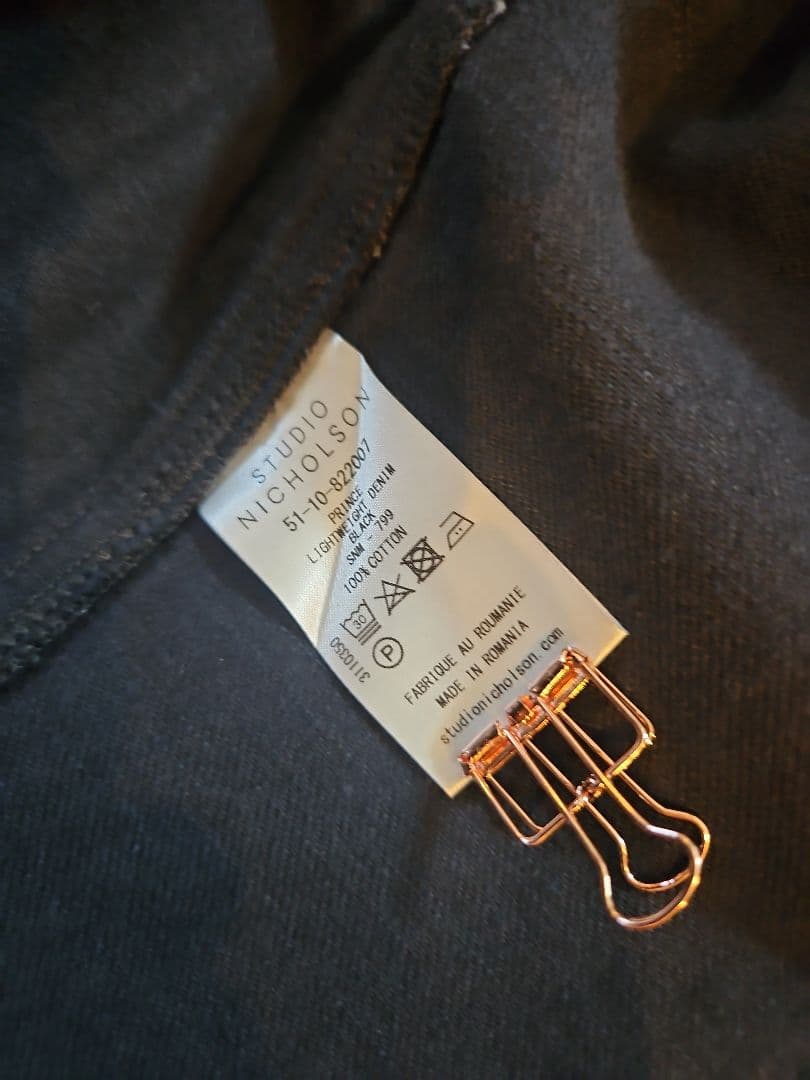 STUDIO
NICHOLSON
51-10-822007
PRINCE
LIGHTWEIGHT DENIM
BLACK
SNM - 799
100% COTTON
30
P
3110350
FABRIQUE AU ROUMANIE
MADE IN ROMANIA
studionicholson.com